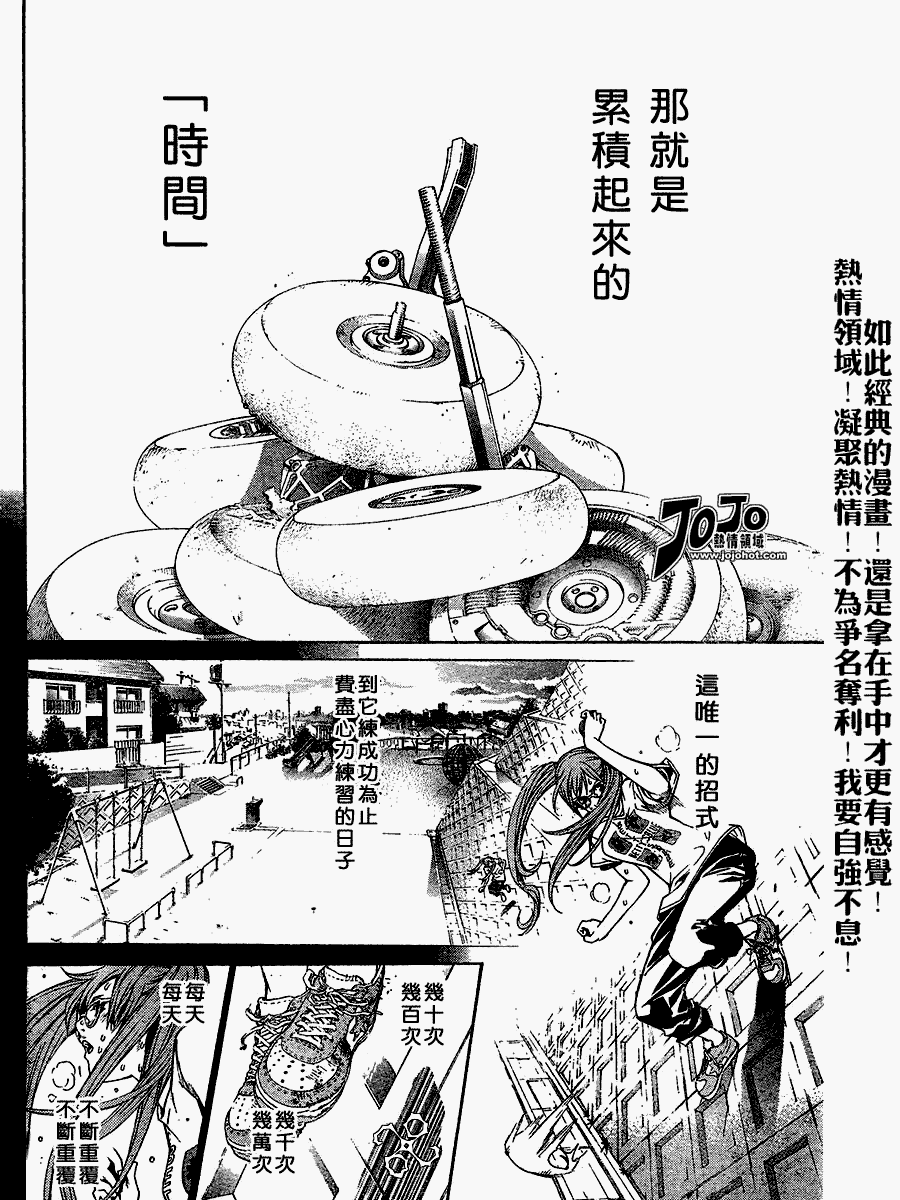 那就是
累積起來的
「時間」
JOJO
熱情領域
www.jojohot.com
如此經典的漫畫！還是拿在手中才更有感覺！
熱情領域！凝聚熱情！不為爭名奪利！我要自強不息！
這唯一的招式
到它練成功為止
費盡心力練習的日子
幾十次
幾百次
幾千次
幾萬次
每天
每天
不斷重覆
不斷重覆